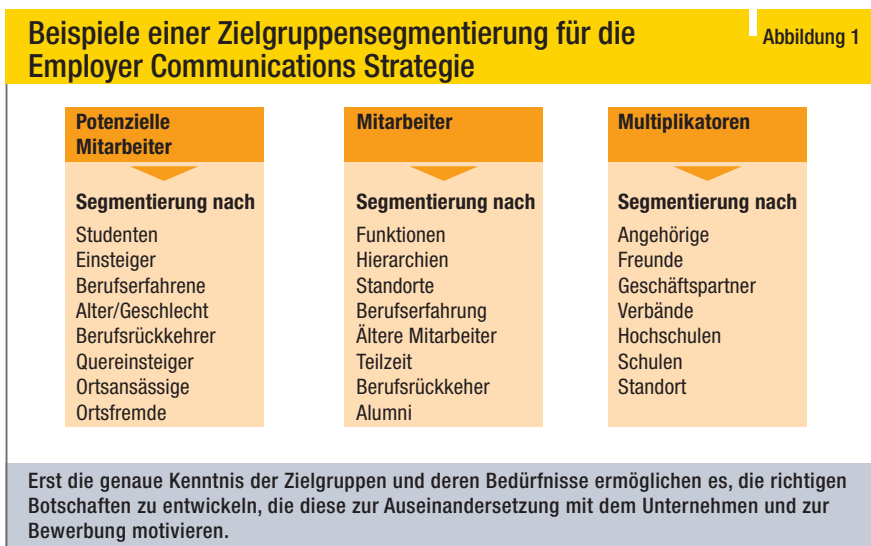 Beispiele einer Zielgruppensegmentierung für die
Employer Communications Strategie
Abbildung 1
Potenzielle
Mitarbeiter
Segmentierung nach
Studenten
Einsteiger
Berufserfahrene
Alter/Geschlecht
Berufsrückkehrer
Quereinsteiger
Ortsansässige
Ortsfremde
Mitarbeiter
Segmentierung nach
Funktionen
Hierarchien
Standorte
Berufserfahrung
Ältere Mitarbeiter
Teilzeit
Berufsrückkeher
Alumni
Multiplikatoren
Segmentierung nach
Angehörige
Freunde
Geschäftspartner
Verbände
Hochschulen
Schulen
Standort
Erst die genaue Kenntnis der Zielgruppen und deren Bedürfnisse ermöglichen es, die richtigen
Botschaften zu entwickeln, die diese zur Auseinandersetzung mit dem Unternehmen und zur
Bewerbung motivieren.